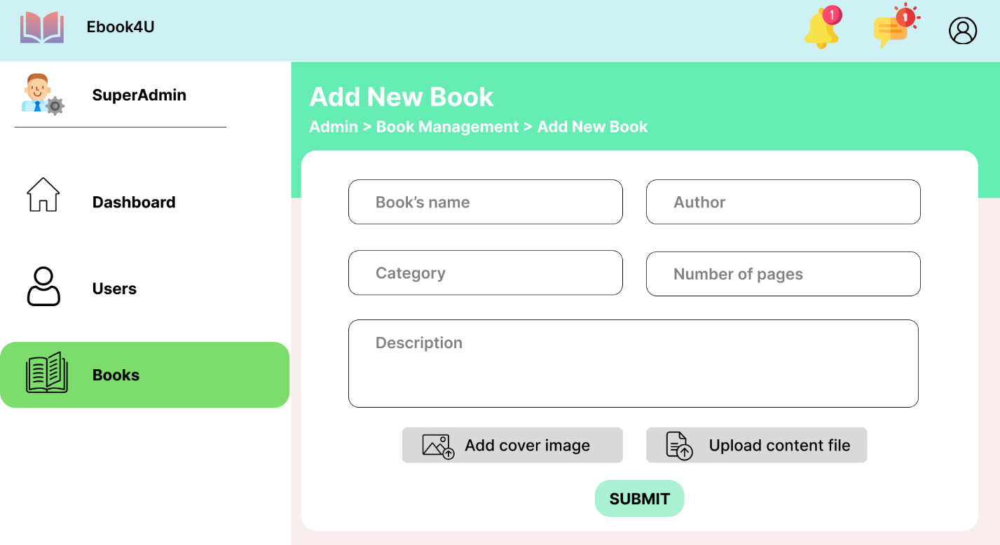 Ebook4U
1
1
SuperAdmin
Dashboard
Users
Books
Add New Book
Admin > Book Management > Add New Book
Book’s name
Author
Category
Number of pages
Description
Add cover image
Upload content file
SUBMIT